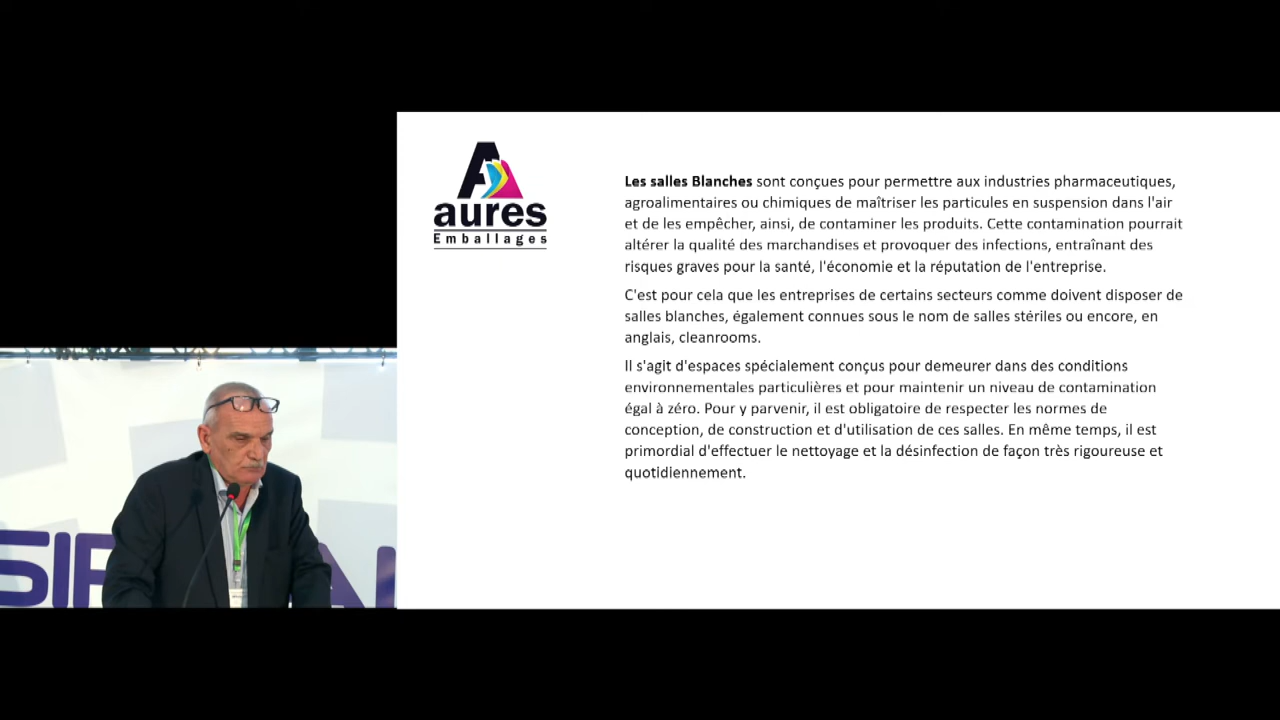 aures
Emballages
Les salles Blanches sont conçues pour permettre aux industries pharmaceutiques,
agroalimentaires ou chimiques de maîtriser les particules en suspension dans l'air
et de les empêcher, ainsi, de contaminer les produits. Cette contamination pourrait
altérer la qualité des marchandises et provoquer des infections, entraînant des
risques graves pour la santé, l'économie et la réputation de l'entreprise.
C'est pour cela que les entreprises de certains secteurs comme doivent disposer de
salles blanches, également connues sous le nom de salles stériles ou encore, en
anglais, cleanrooms.
Il s'agit d'espaces spécialement conçus pour demeurer dans des conditions
environnementales particulières et pour maintenir un niveau de contamination
égal à zéro. Pour y parvenir, il est obligatoire de respecter les normes de
conception, de construction et d'utilisation de ces salles. En même temps, il est
primordial d'effectuer le nettoyage et la désinfection de façon très rigoureuse et
quotidiennement.